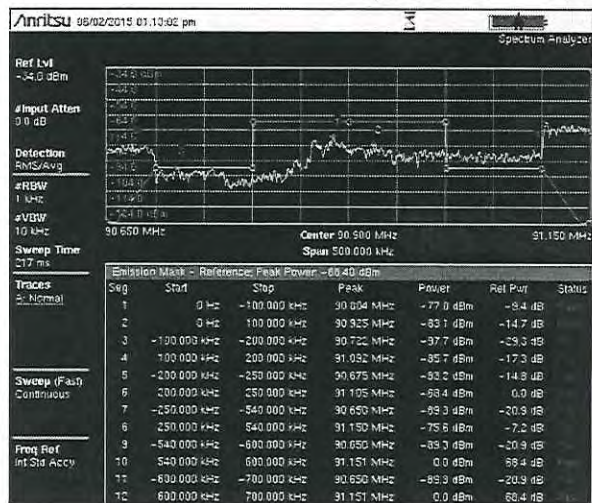 Anritsu 06/02/2015 01:13:02 pm
Spectrum Analyzer
Ref Lvl
-34.0 dBm
#Input Atten
0.0 dB
Detection
RMS/Avg
#RBW
1 kHz
#VBW
10 kHz
Sweep Time
217 ms
Traces
A: Normal
Sweep (Fast)
Continuous
Freq Ref
Int Std Accy
90.650 MHz
Center 90.900 MHz
91.150 MHz
Span 500.000 kHz
Emission Mask - Reference: Peak Power: -68.40 dBm
Seg Start Stop Peak Power Rel Pwr Status
1 0 Hz -100.000 kHz 90.804 MHz -77.8 dBm -9.4 dB
2 0 Hz 100.000 kHz 90.925 MHz -83.1 dBm -14.7 dB
3 -100.000 kHz -200.000 kHz 90.722 MHz -97.7 dBm -29.3 dB
4 100.000 kHz 200.000 kHz 91.092 MHz -85.7 dBm -17.3 dB
5 -200.000 kHz -250.000 kHz 90.675 MHz -83.2 dBm -14.8 dB
6 200.000 kHz 250.000 kHz 91.105 MHz -68.4 dBm 0.0 dB
7 -250.000 kHz -540.000 kHz 90.650 MHz -89.3 dBm -20.9 dB
8 250.000 kHz 540.000 kHz 91.150 MHz -75.6 dBm -7.2 dB
9 -540.000 kHz -600.000 kHz 90.650 MHz -89.3 dBm -20.9 dB
10 540.000 kHz 600.000 kHz 91.151 MHz 0.0 dBm 68.4 dB
11 -600.000 kHz -700.000 kHz 90.650 MHz -89.3 dBm -20.9 dB
12 600.000 kHz 700.000 kHz 91.151 MHz 0.0 dBm 68.4 dB